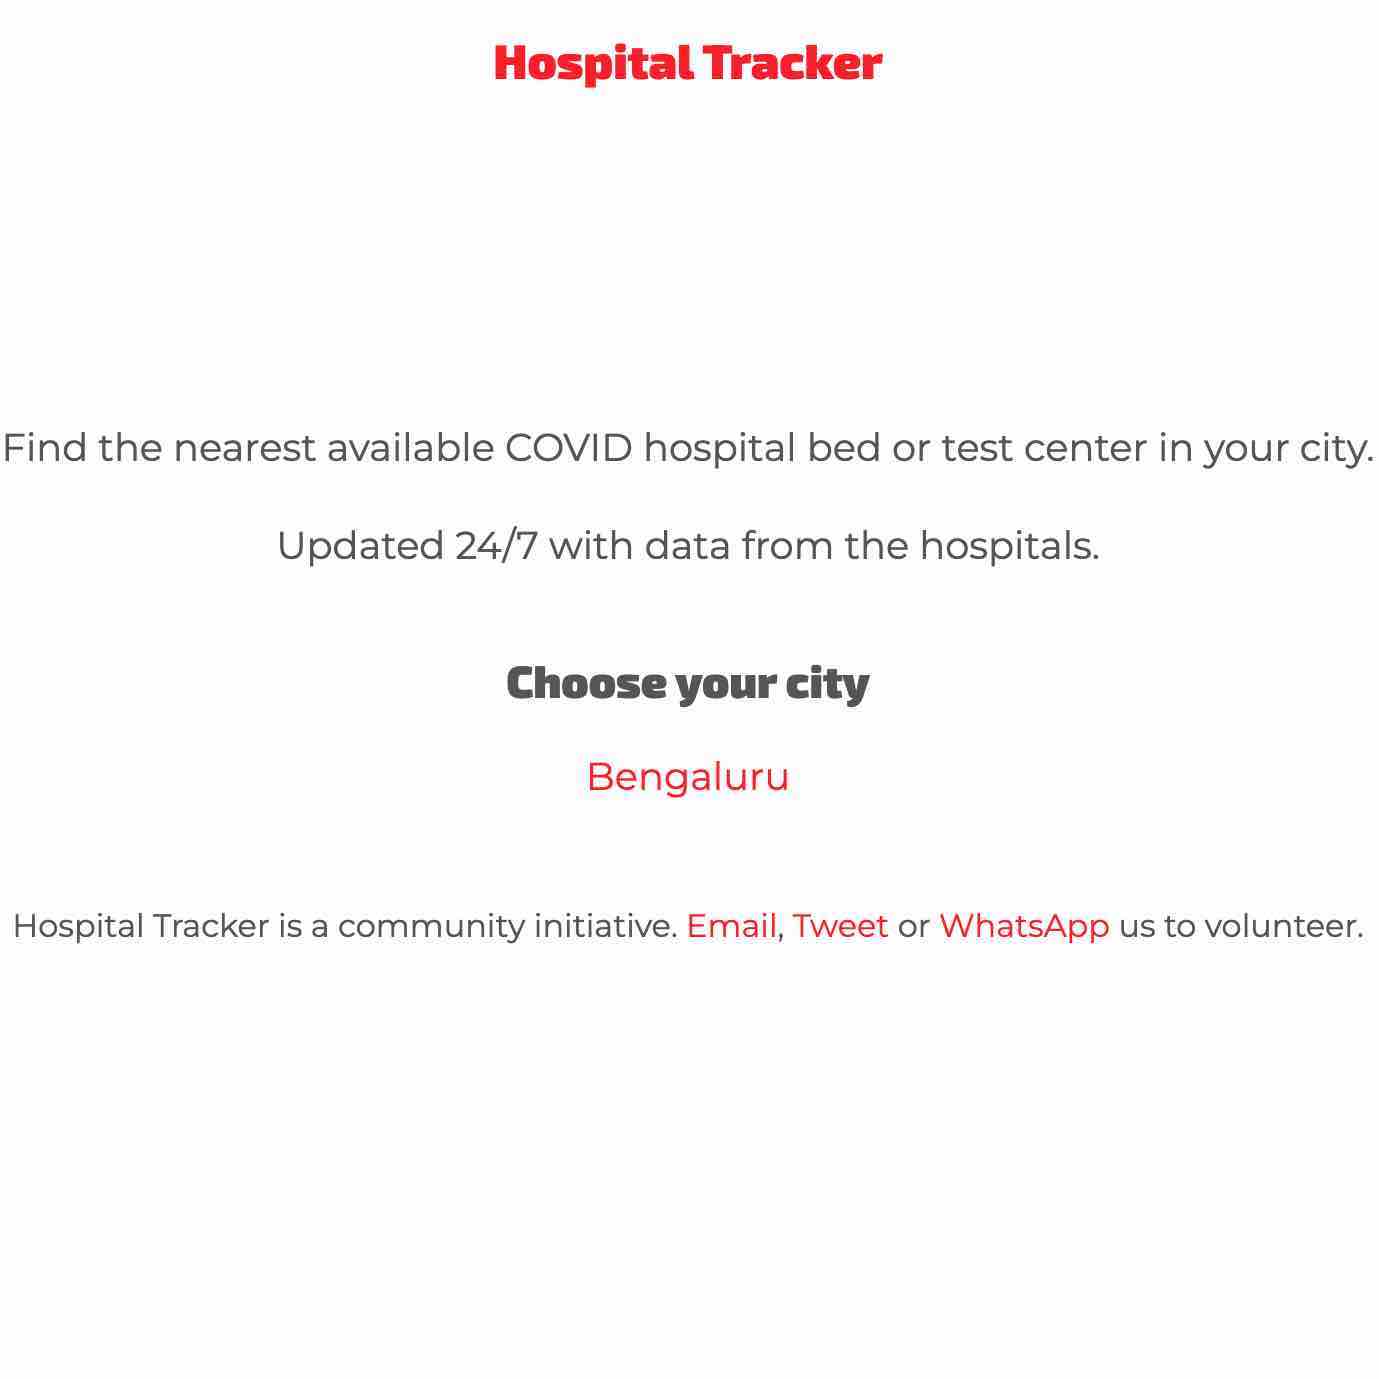 Hospital Tracker
Find the nearest available COVID hospital bed or test center in your city.
Updated 24/7 with data from the hospitals.
Choose your city
Bengaluru
Hospital Tracker is a community initiative. Email, Tweet or WhatsApp us to volunteer.